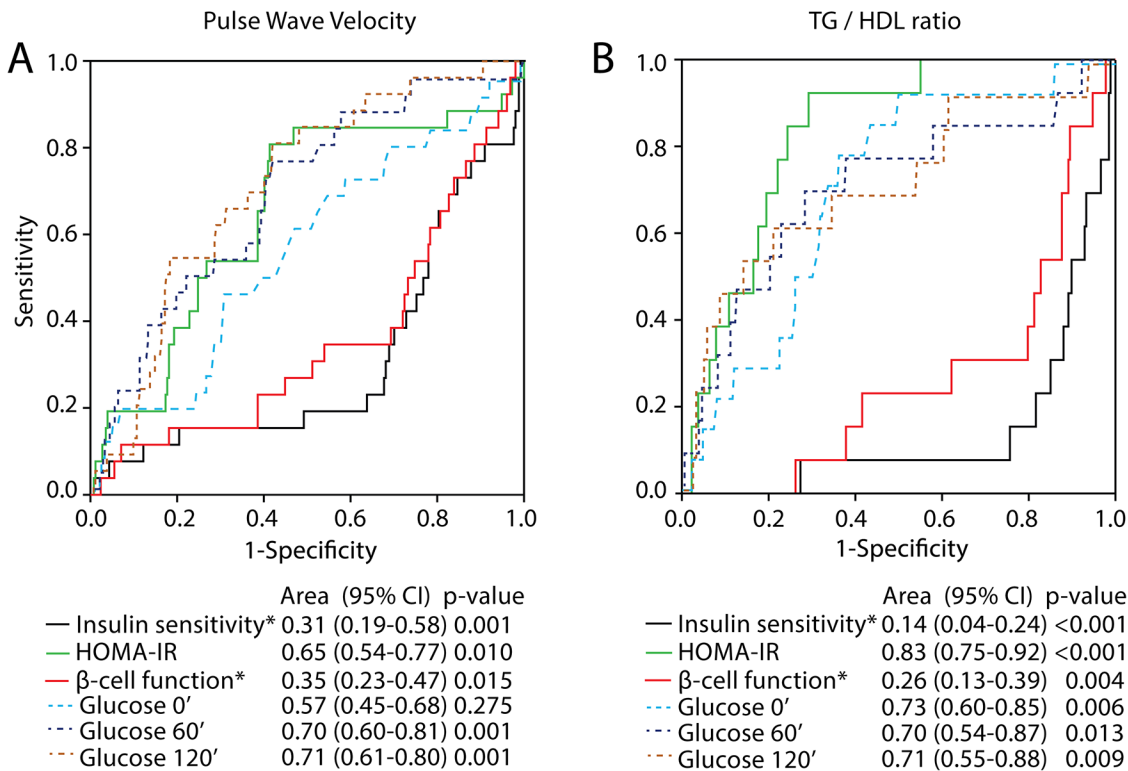 Pulse Wave Velocity
A
Sensitivity
1.0
0.8
0.6
0.4
0.2
0.0
0.0 0.2 0.4 0.6 0.8 1.0
1-Specificity
Area (95% CI) p-value
Insulin sensitivity* 0.31 (0.19-0.58) 0.001
HOMA-IR 0.65 (0.54-0.77) 0.010
β-cell function* 0.35 (0.23-0.47) 0.015
Glucose 0’ 0.57 (0.45-0.68) 0.275
Glucose 60’ 0.70 (0.60-0.81) 0.001
Glucose 120’ 0.71 (0.61-0.80) 0.001
TG / HDL ratio
B
1.0
0.8
0.6
0.4
0.2
0.0
0.0 0.2 0.4 0.6 0.8 1.0
1-Specificity
Area (95% CI) p-value
Insulin sensitivity* 0.14 (0.04-0.24) <0.001
HOMA-IR 0.83 (0.75-0.92) <0.001
β-cell function* 0.26 (0.13-0.39) 0.004
Glucose 0’ 0.73 (0.60-0.85) 0.006
Glucose 60’ 0.70 (0.54-0.87) 0.013
Glucose 120’ 0.71 (0.55-0.88) 0.009